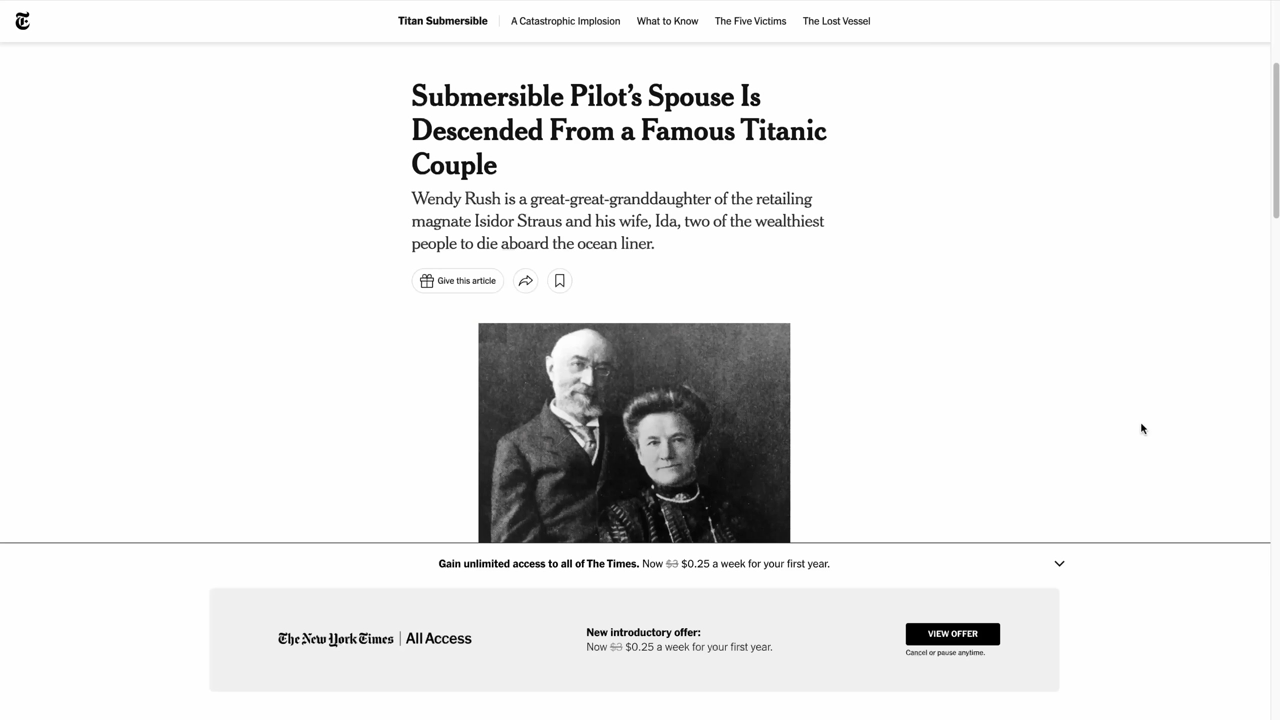 Titan Submersible A Catastrophic Implosion What to Know The Five Victims The Lost Vessel
Submersible Pilot’s Spouse Is
Descended From a Famous Titanic
Couple
Wendy Rush is a great-great-granddaughter of the retailing
magnate Isidor Straus and his wife, Ida, two of the wealthiest
people to die aboard the ocean liner.
Give this article
Gain unlimited access to all of The Times. Now $3 $0.25 a week for your first year.
The New York Times | All Access
New introductory offer:
Now $3 $0.25 a week for your first year.
VIEW OFFER
Cancel or pause anytime.